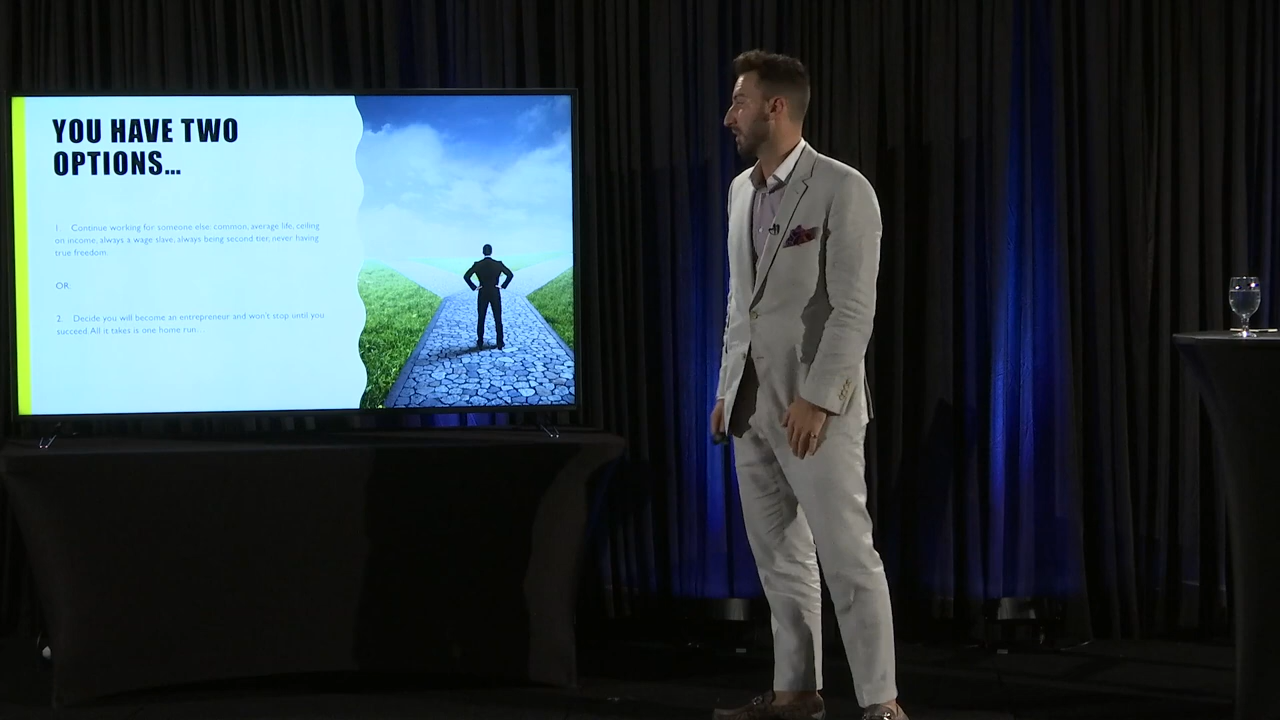 YOU HAVE TWO
OPTIONS...
1. Continue working for someone else, common, average life, ceiling
on income, always a wage slave, always being second tier, never having
true freedom.
OR:
2. Decide you will become an entrepreneur and won't stop until you
succeed. All it takes is one home run...